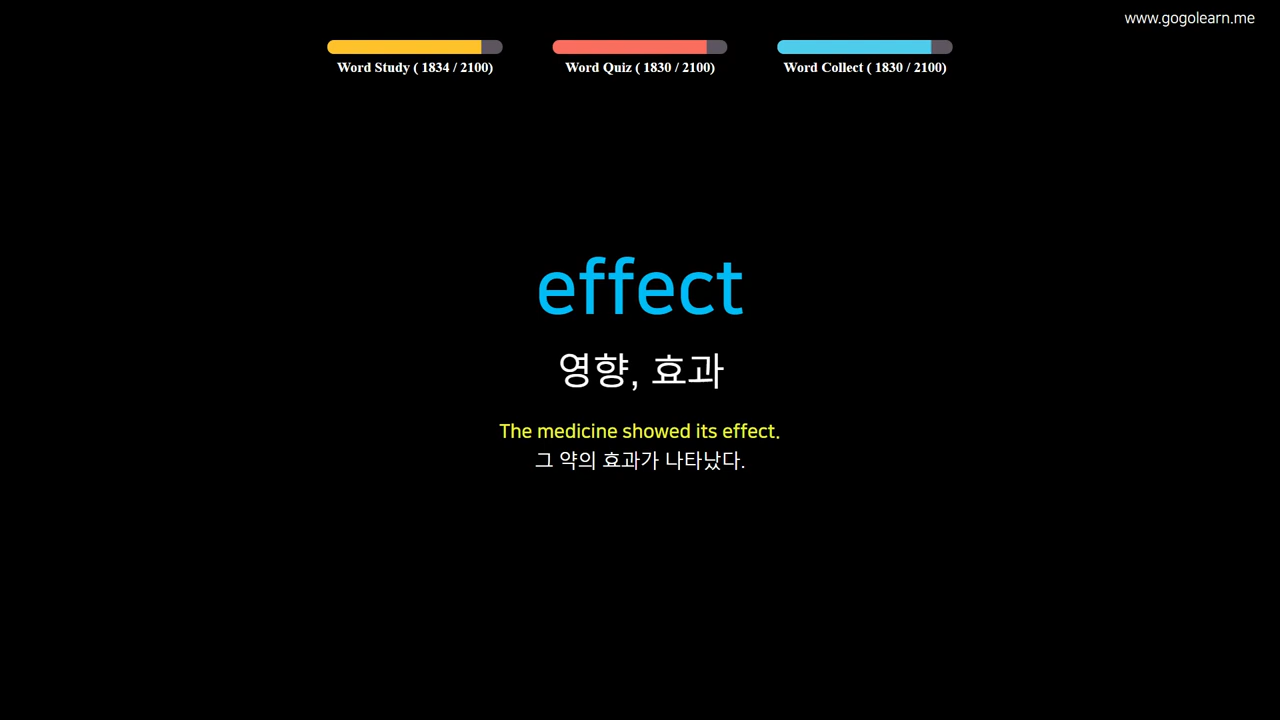 www.gogolearn.me
Word Study ( 1834 / 2100)
Word Quiz ( 1830 / 2100)
Word Collect ( 1830 / 2100)
effect
영향, 효과
The medicine showed its effect.
그 약의 효과가 나타났다.